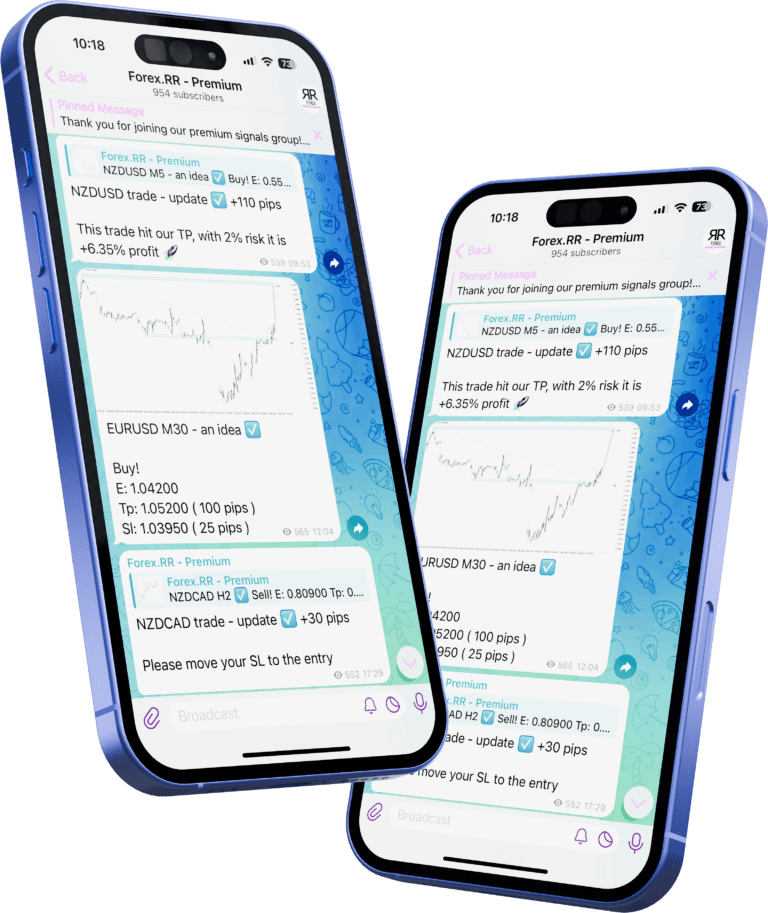 10:18
73
Back
Forex.RR - Premium
954 subscribers
RR
FOREX
Pinned Message
Thank you for joining our premium signals group!...
Forex.RR - Premium
NZDUSD M5 - an idea ☑️ Buy! E: 0.55...
NZDUSD trade - update ☑️ +110 pips
This trade hit our TP, with 2% risk it is
+6.35% profit 🚀
539 09:53
EURUSD M30 - an idea ☑️
Buy!
E: 1.04200
Tp: 1.05200 ( 100 pips )
Sl: 1.03950 ( 25 pips )
565 12:04
Forex.RR - Premium
Forex.RR - Premium
NZDCAD H2 ☑️ Sell! E: 0.80900 Tp: 0....
NZDCAD trade - update ☑️ +30 pips
Please move your SL to the entry
552 17:29
Broadcast
10:18
73
Back
Forex.RR - Premium
954 subscribers
RR
FOREX
Pinned Message
Thank you for joining our premium signals group!...
Forex.RR - Premium
NZDUSD M5 - an idea ☑️ Buy! E: 0.55...
NZDUSD trade - update ☑️ +110 pips
This trade hit our TP, with 2% risk it is
+6.35% profit 🚀
539 09:53
URUSD M30 - an idea ☑️
!
04200
05200 ( 100 pips )
3950 ( 25 pips )
565 12:04
Premium
x.RR - Premium
AD H2 ☑️ Sell! E: 0.80900 Tp: 0....
ade - update ☑️ +30 pips
move your SL to the entry
552 17:29
Broadcast